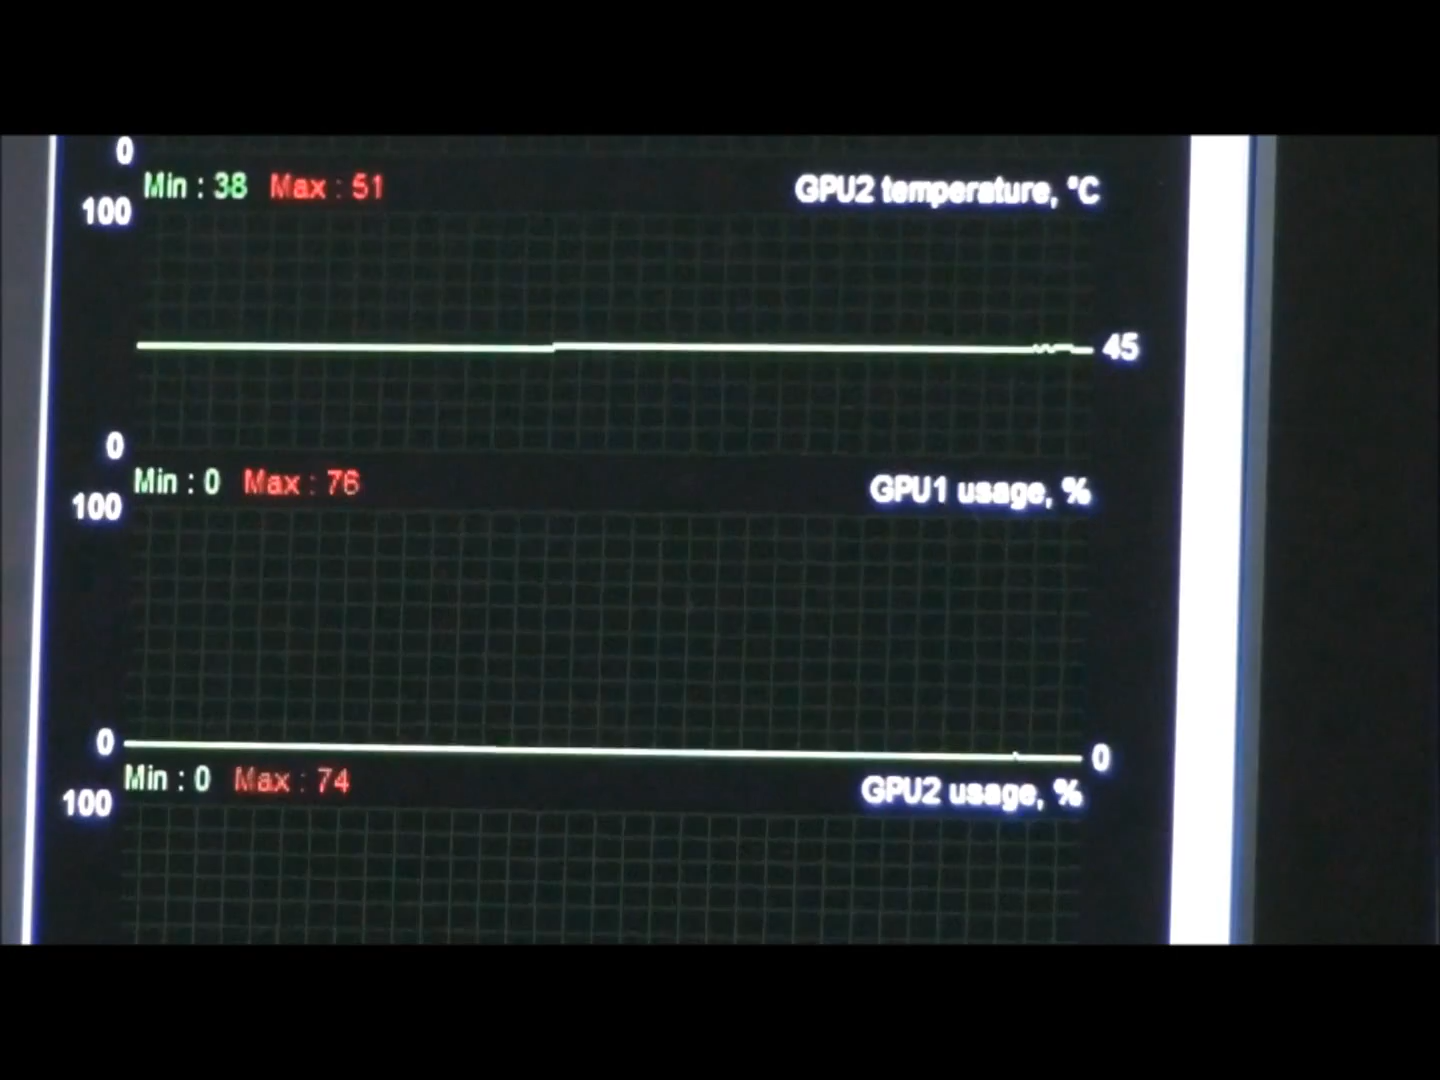 0
Min : 38 Max : 51 GPU2 temperature, °C
100
45
0
Min : 0 Max : 76 GPU1 usage, %
100
0 0
Min : 0 Max : 74 GPU2 usage, %
100